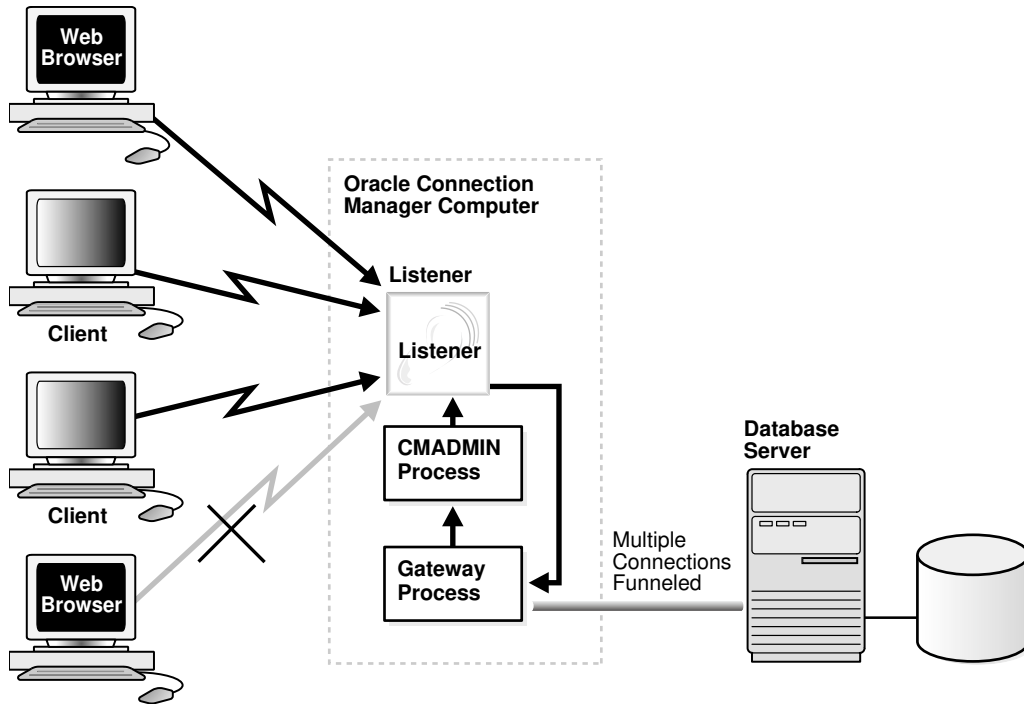 Web
Browser
Oracle Connection
Manager Computer
Listener
Client
Listener
CMADMIN
Process
Database
Server
Client
Multiple
Connections
Funneled
Gateway
Process
Web
Browser